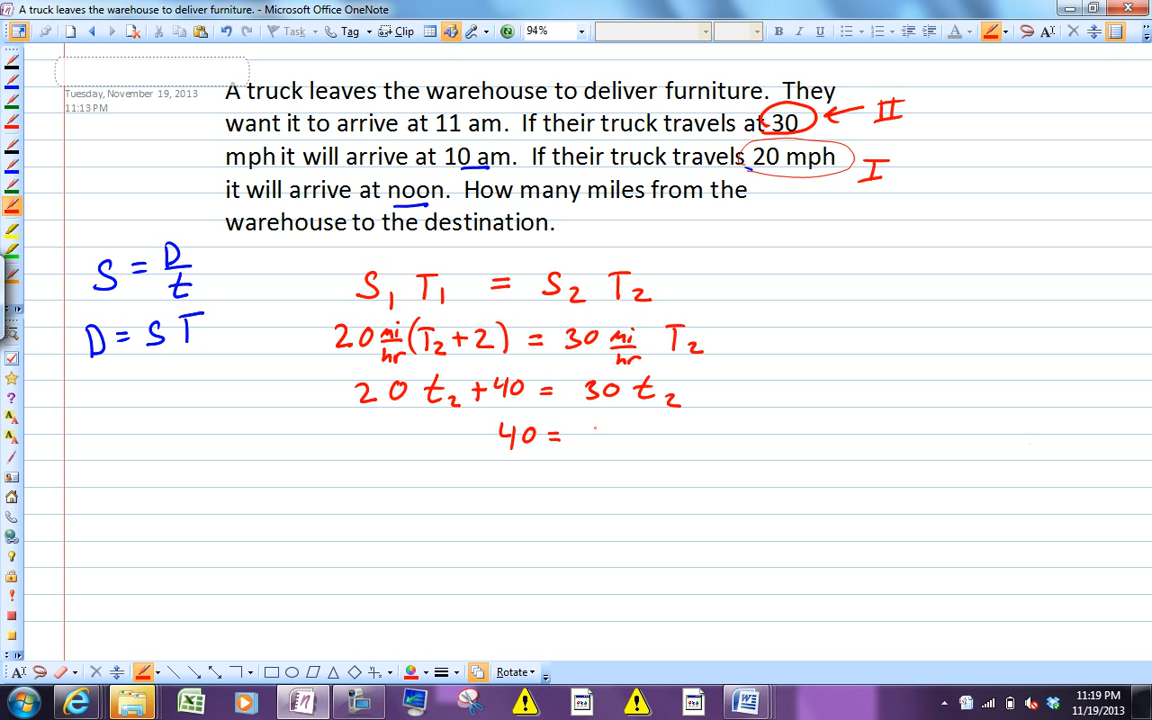 A truck leaves the warehouse to deliver furniture. - Microsoft Office OneNote
Task
Tag
Clip
94%
B I U
Tuesday, November 19, 2013
11:13 PM
A truck leaves the warehouse to deliver furniture. They
want it to arrive at 11 am. If their truck travels at 30
mph it will arrive at 10 am. If their truck travels 20 mph
it will arrive at noon. How many miles from the
warehouse to the destination.
II
I
S = D/t
D = S T
S₁ T₁ = S₂ T₂
20 mi/hr (T₂ + 2) = 30 mi/hr T₂
20 t₂ + 40 = 30 t₂
40 =
Rotate
11:19 PM
11/19/2013